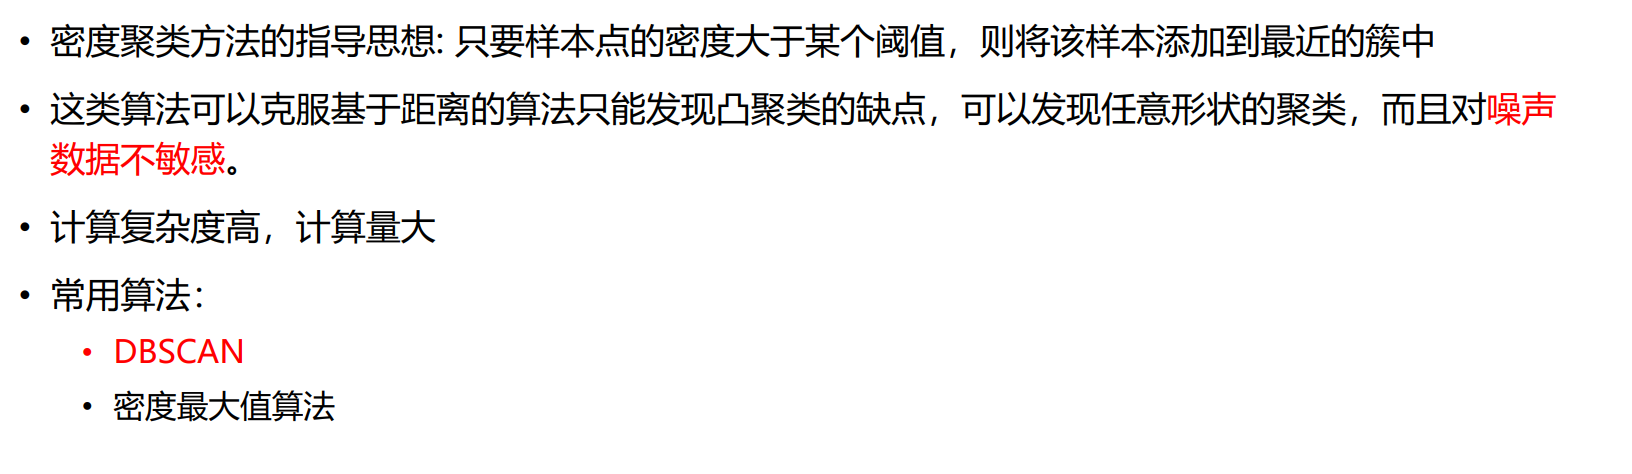 • 密度聚类方法的指导思想: 只要样本点的密度大于某个阈值，则将该样本添加到最近的簇中
• 这类算法可以克服基于距离的算法只能发现凸聚类的缺点，可以发现任意形状的聚类，而且对噪声
数据不敏感。
• 计算复杂度高，计算量大
• 常用算法：
• DBSCAN
• 密度最大值算法